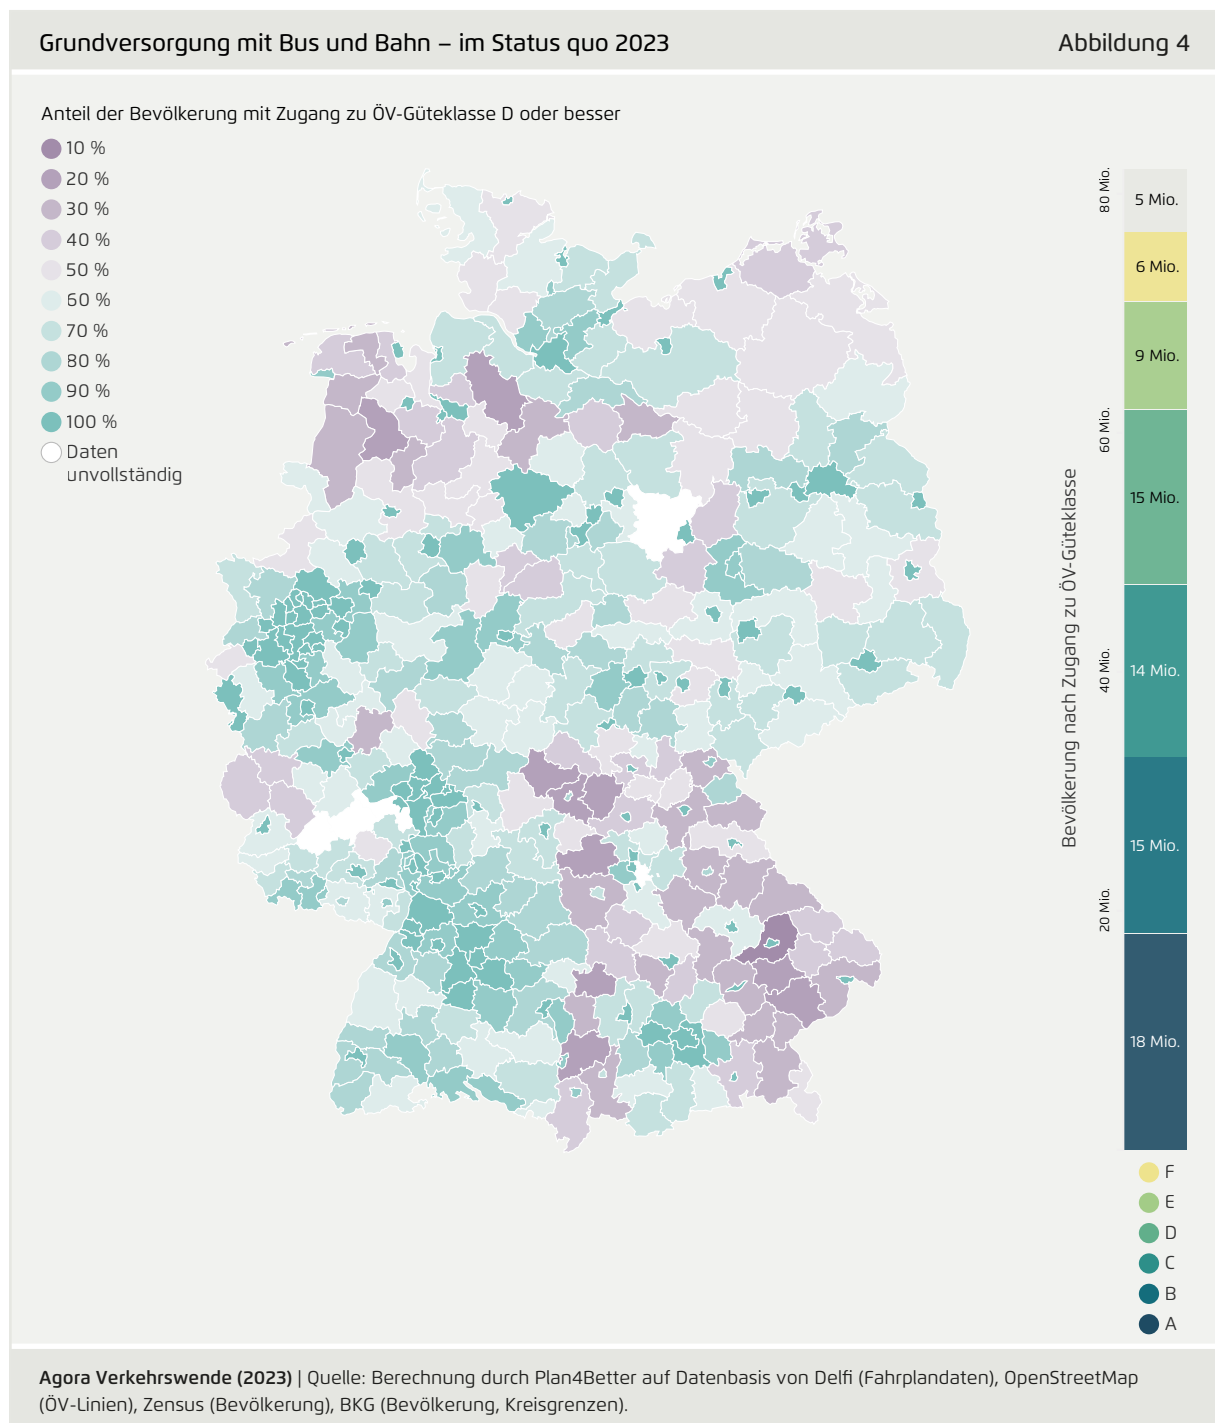 Grundversorgung mit Bus und Bahn – im Status quo 2023
Abbildung 4
Anteil der Bevölkerung mit Zugang zu ÖV-Güteklasse D oder besser
10 %
20 %
30 %
40 %
50 %
60 %
70 %
80 %
90 %
100 %
Daten
unvollständig
Bevölkerung nach Zugang zu ÖV-Güteklasse
80 Mio.
60 Mio.
40 Mio.
20 Mio.
5 Mio.
6 Mio.
9 Mio.
15 Mio.
14 Mio.
15 Mio.
18 Mio.
F
E
D
C
B
A
Agora Verkehrswende (2023) | Quelle: Berechnung durch Plan4Better auf Datenbasis von Delfi (Fahrplandaten), OpenStreetMap
(ÖV-Linien), Zensus (Bevölkerung), BKG (Bevölkerung, Kreisgrenzen).